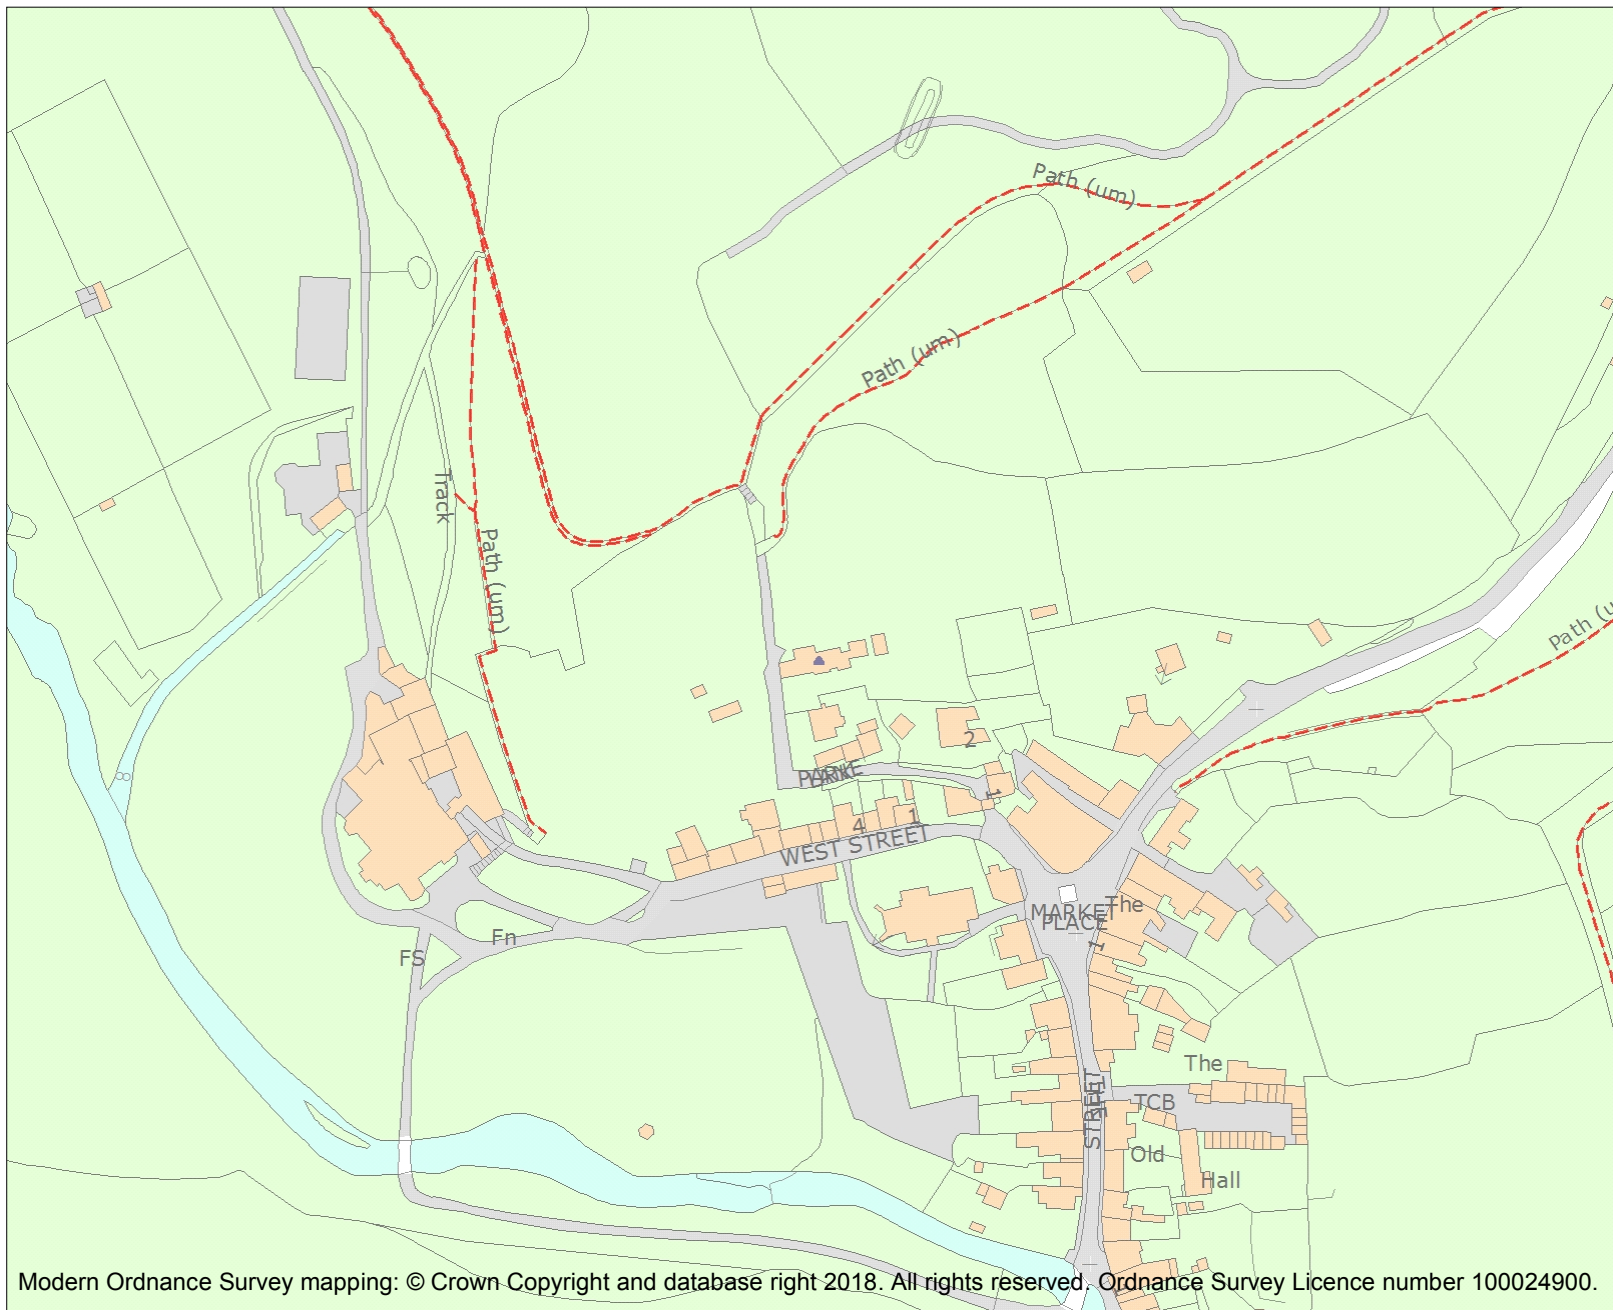 Path (um)
Path (um)
Track
Path (um)
Path (u
2
PARK
1
4
1
WEST STREET
MARKET
PLACE
The
1
Fn
FS
The
STREET
TCB
Old
Hall
Modern Ordnance Survey mapping: © Crown Copyright and database right 2018. All rights reserved. Ordnance Survey Licence number 100024900.